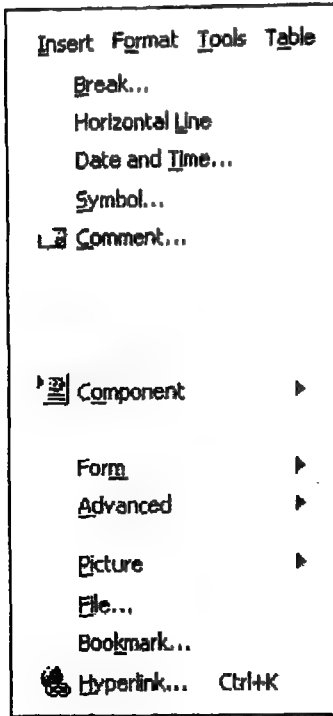 Insert Format Tools Table
Break...
Horizontal Line
Date and Time...
Symbol...
Comment...
Component
Form
Advanced
Picture
File...
Bookmark...
Hyperlink... Ctrl+K